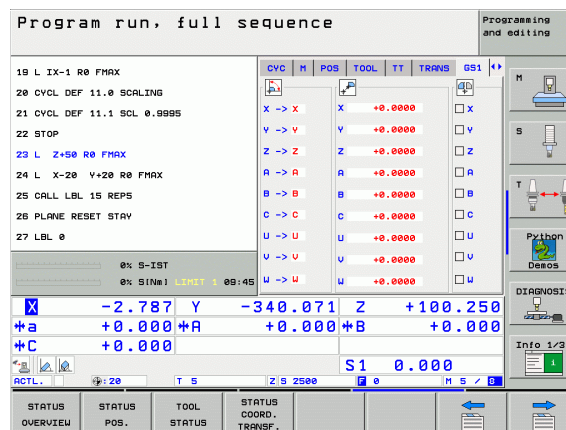 Program run, full sequence
Programming
and editing
19 L IX-1 R0 FMAX
20 CYCL DEF 11.0 SCALING
21 CYCL DEF 11.1 SCL 0.9995
22 STOP
23 L Z+50 R0 FMAX
24 L X-20 Y+20 R0 FMAX
25 CALL LBL 15 REP5
26 PLANE RESET STAY
27 LBL 0
0% S-IST
0% S[Nm] LIMIT 1 09:45
CYC M POS TOOL TT TRANS GS1
X -> X X +0.0000 X
Y -> Y Y +0.0000 Y
Z -> Z Z +0.0000 Z
A -> A A +0.0000 A
B -> B B +0.0000 B
C -> C C +0.0000 C
U -> U U +0.0000 U
V -> V V +0.0000 V
W -> W W +0.0000 W
X -2.787 Y -340.071 Z +100.250
a +0.000 A +0.000 B +0.000
C +0.000
S1 0.000
ACTL. : 20 T 5 Z S 2500 F 0 M 5 / 8
M
S
T
Python
Demos
DIAGNOSI
Info 1/3
1
STATUS
OVERVIEW
STATUS
POS.
TOOL
STATUS
STATUS
COORD.
TRANSF.